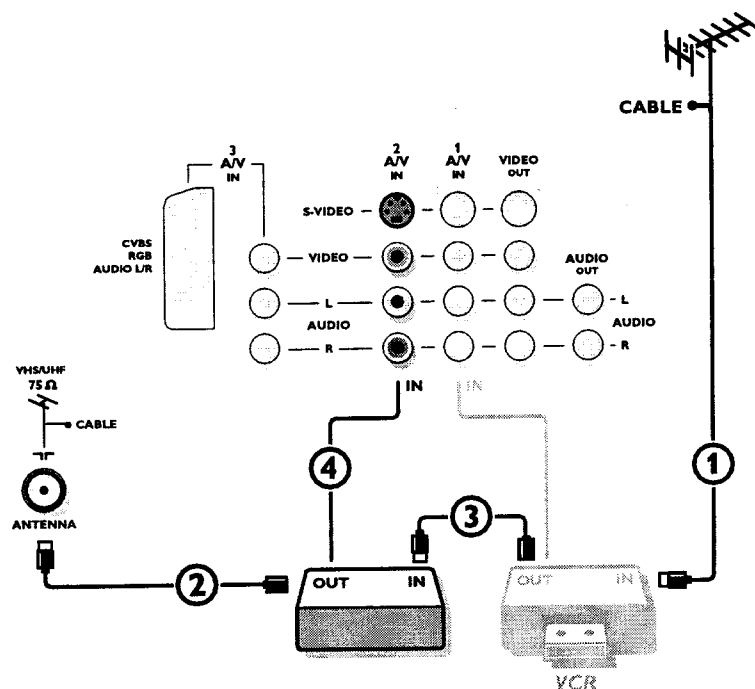 CABLE
3
A/V
IN
2
A/V
IN
1
A/V
IN
VIDEO
OUT
S-VIDEO
CVBS
RGB
AUDIO L/R
VIDEO
AUDIO
OUT
L
L
AUDIO
AUDIO
R
R
VHS/UHF
75 Ω
CABLE
IN
IN
ANTENNA
4
1
3
2
OUT
IN
OUT
IN
VCR